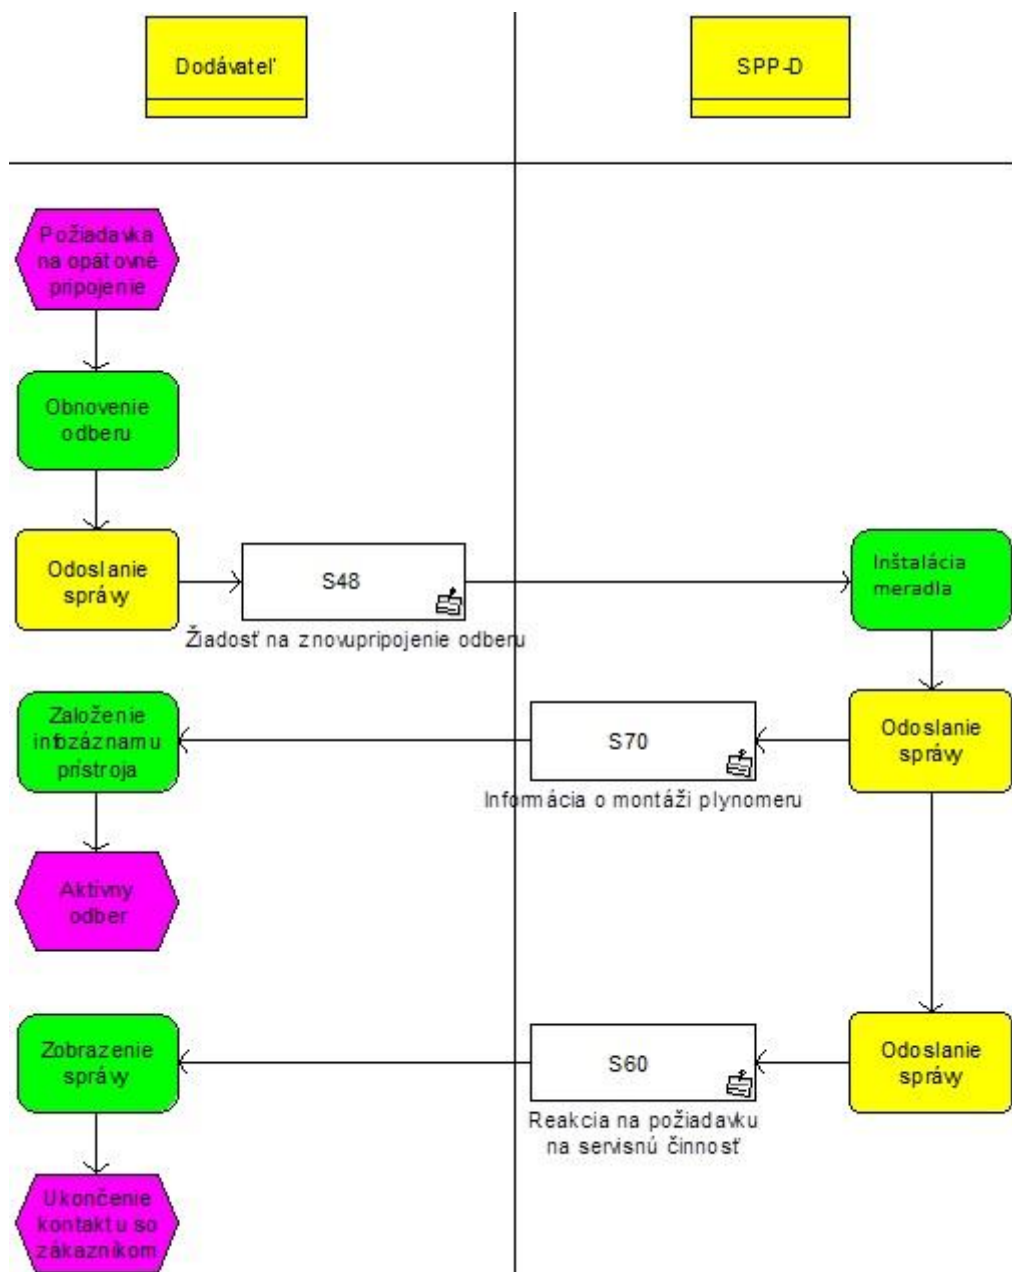 Dodávateľ
SPP-D
Požiadavka
na opätovné
pripojenie
Obnovenie
odberu
Odoslanie
správy
S48
Žiadosť na znovupripojenie odberu
Inštalácia
meradla
Založenie
infozáznamu
prístroja
S70
Informácia o montáži plynomeru
Odoslanie
správy
Aktívny
odber
Zobrazenie
správy
S60
Reakcia na požiadavku
na servisnú činnosť
Odoslanie
správy
Ukončenie
kontaktu so
zákazníkom